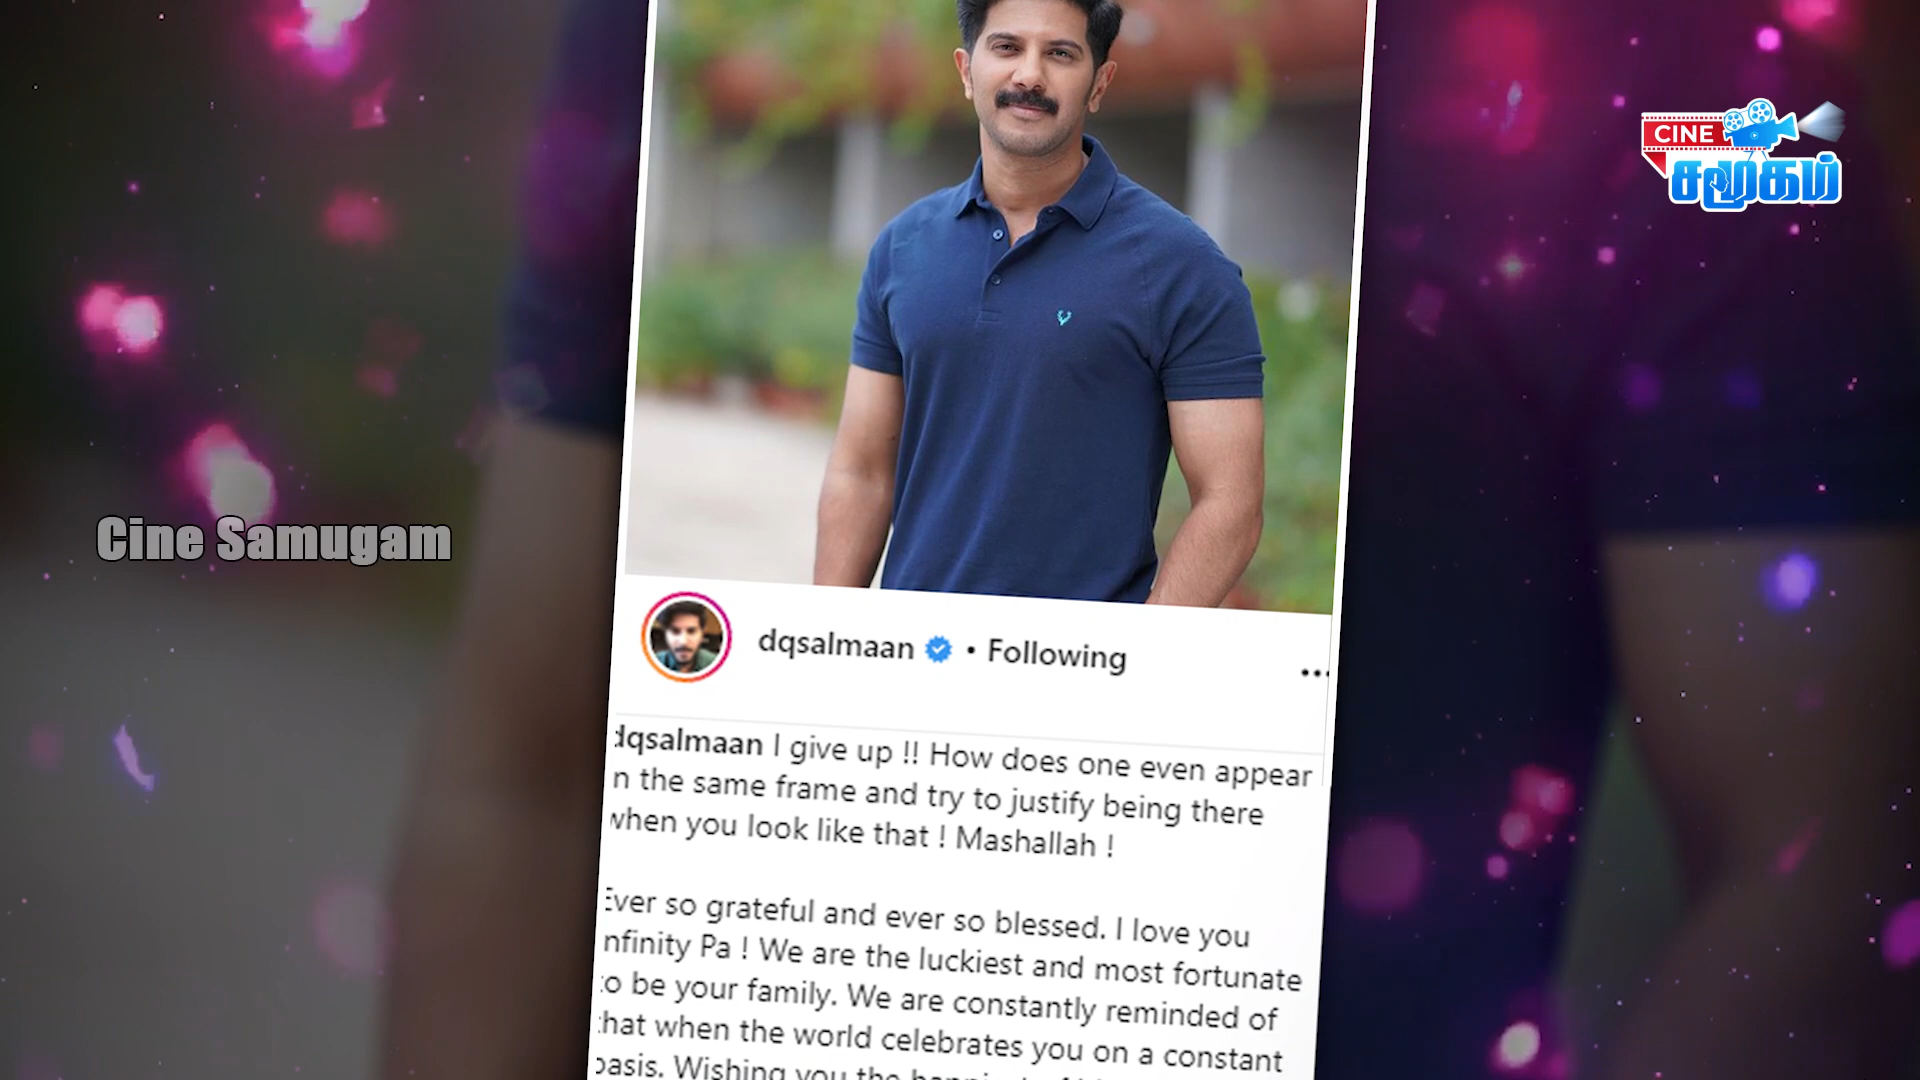 CINE
சமூகம்
Cine Samugam
dqsalmaan • Following
dqsalmaan I give up !! How does one even appear
n the same frame and try to justify being there
when you look like that ! Mashallah !
Ever so grateful and ever so blessed. I love you
nfinity Pa ! We are the luckiest and most fortunate
to be your family. We are constantly reminded of
that when the world celebrates you on a constant
basis. Wishing you the